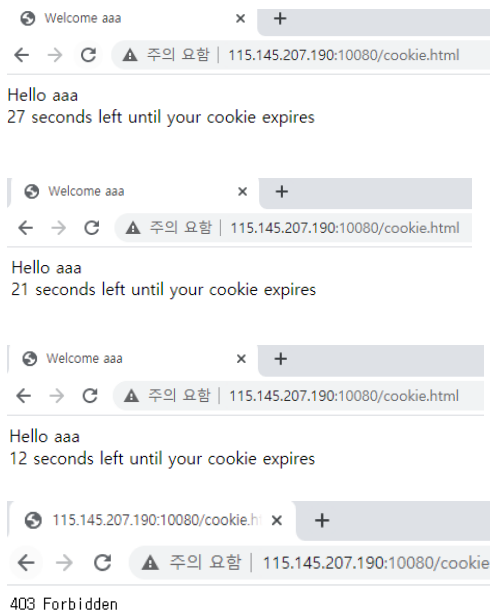 Welcome aaa
주의 요함 | 115.145.207.190:10080/cookie.html
Hello aaa
27 seconds left until your cookie expires
Welcome aaa
주의 요함 | 115.145.207.190:10080/cookie.html
Hello aaa
21 seconds left until your cookie expires
Welcome aaa
주의 요함 | 115.145.207.190:10080/cookie.html
Hello aaa
12 seconds left until your cookie expires
115.145.207.190:10080/cookie.h
주의 요함 | 115.145.207.190:10080/cookie
403 Forbidden